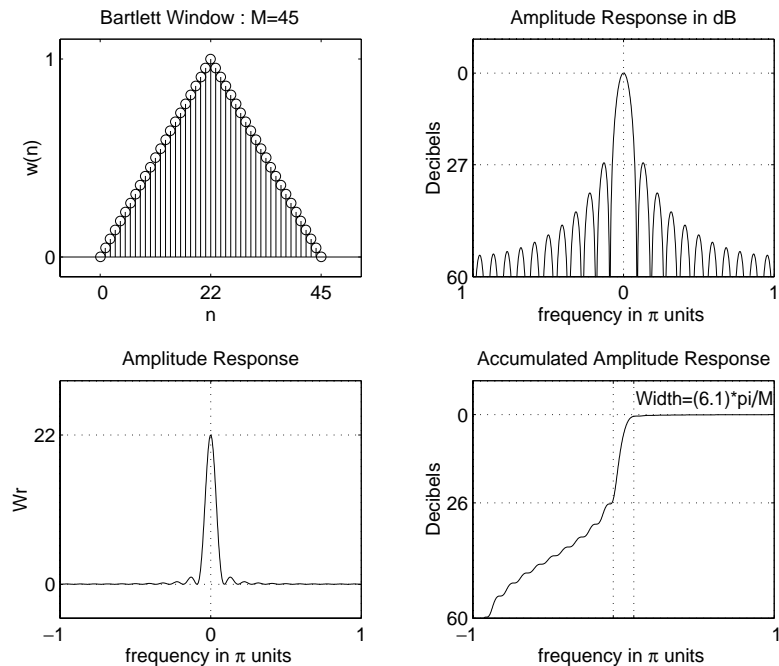 Bartlett Window : M=45
1
w(n)
0
0 22 45
n
Amplitude Response in dB
0
Decibels
27
60
1 0 1
frequency in π units
Amplitude Response
22
Wr
0
−1 0 1
frequency in π units
Accumulated Amplitude Response
Width=(6.1)*pi/M
0
Decibels
26
60
−1 1
frequency in π units